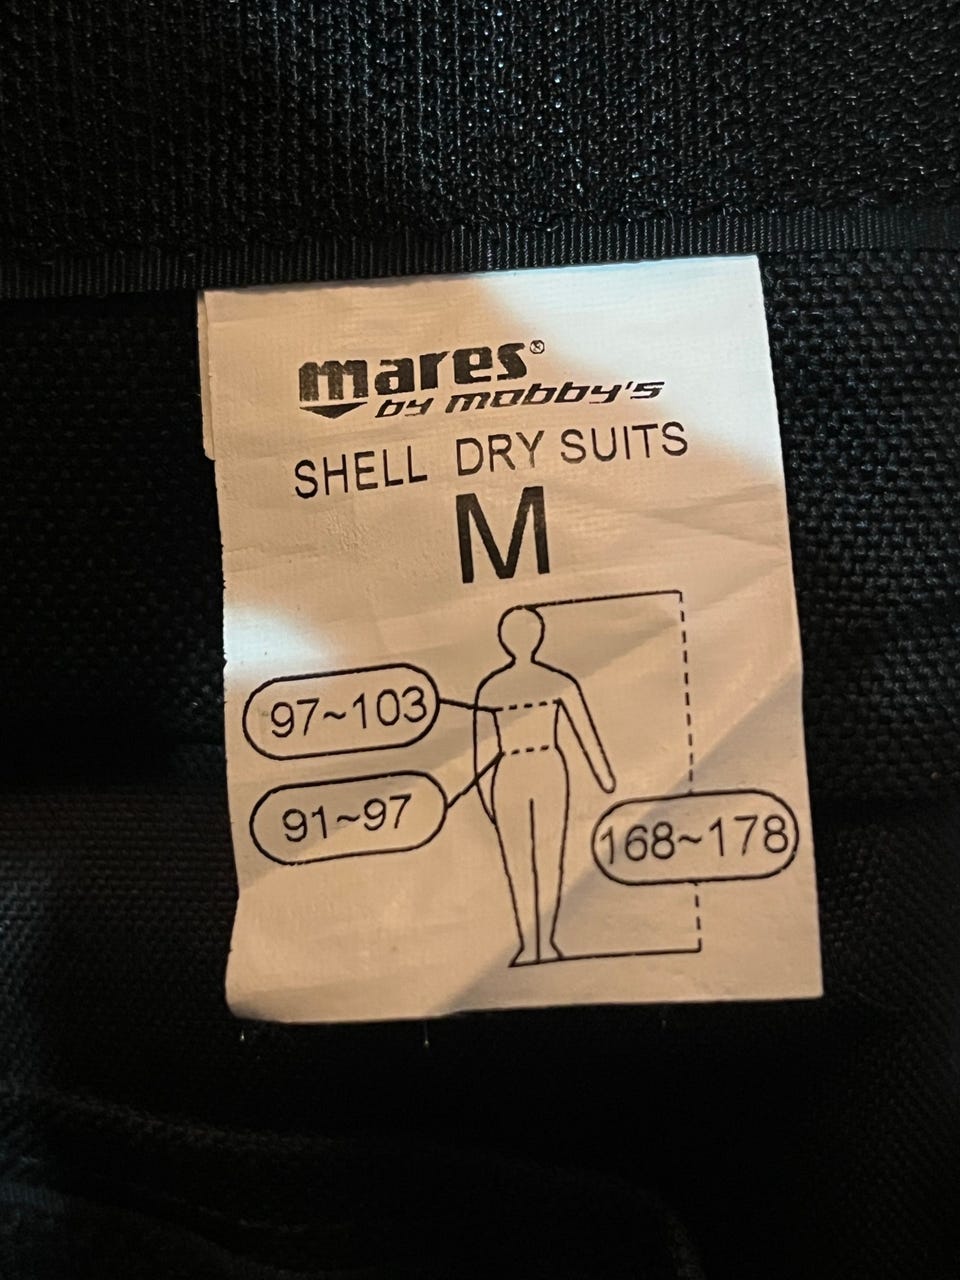 mares®
by mobby's
SHELL DRY SUITS
M
97~103
91~97
168~178